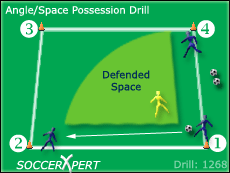 Angle/Space Possession Drill
3
4
Defended
Space
2
1
SOCCERXPERT
Drill: 1268